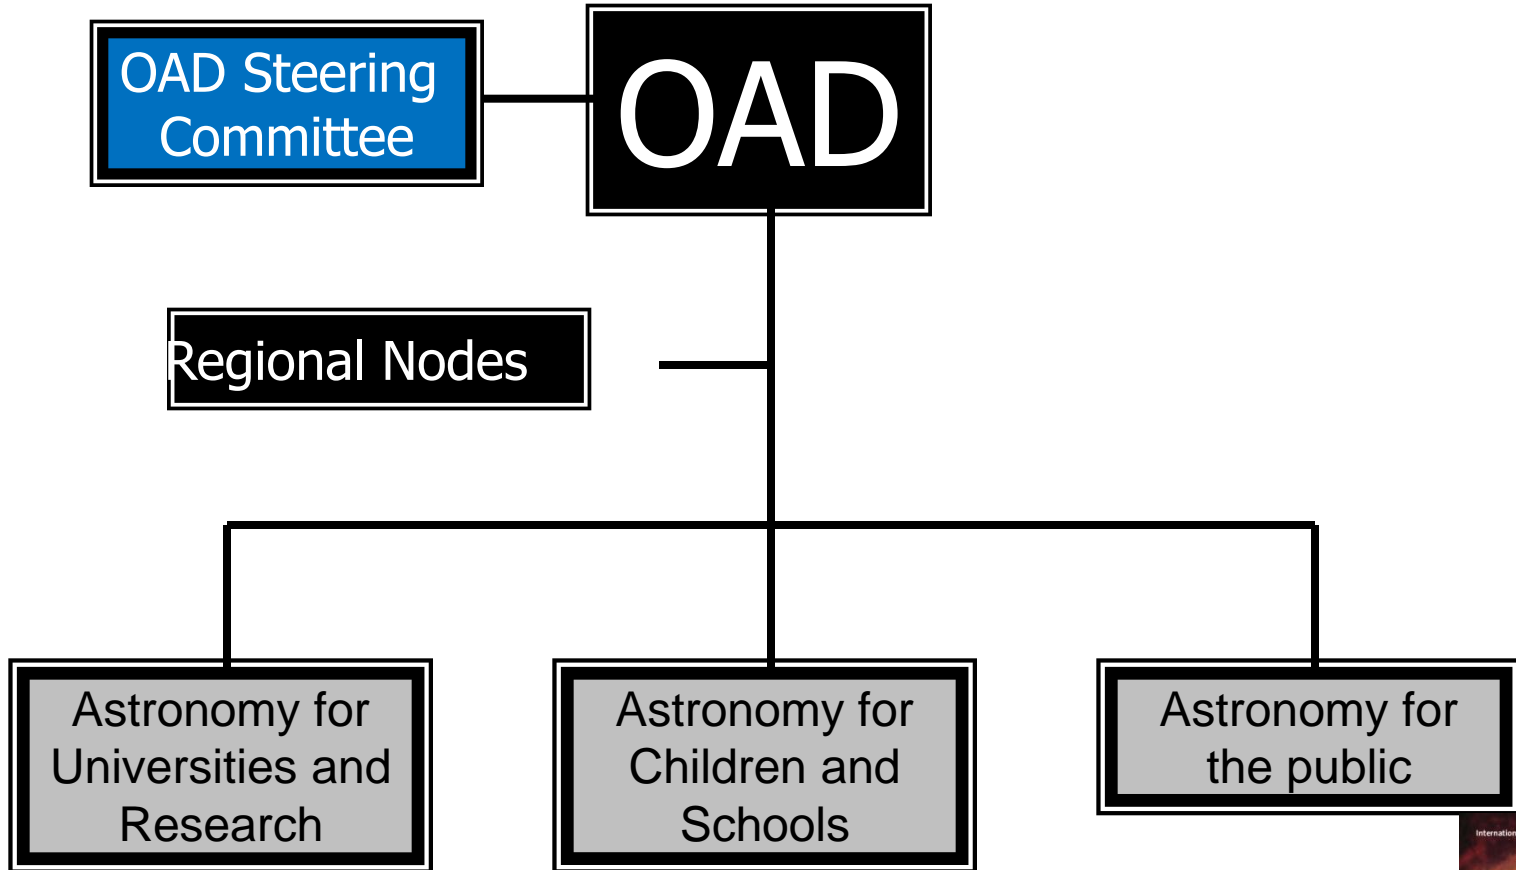 OAD Steering
Committee
OAD
Regional Nodes
Astronomy for
Universities and
Research
Astronomy for
Children and
Schools
Astronomy for
the public
Internation